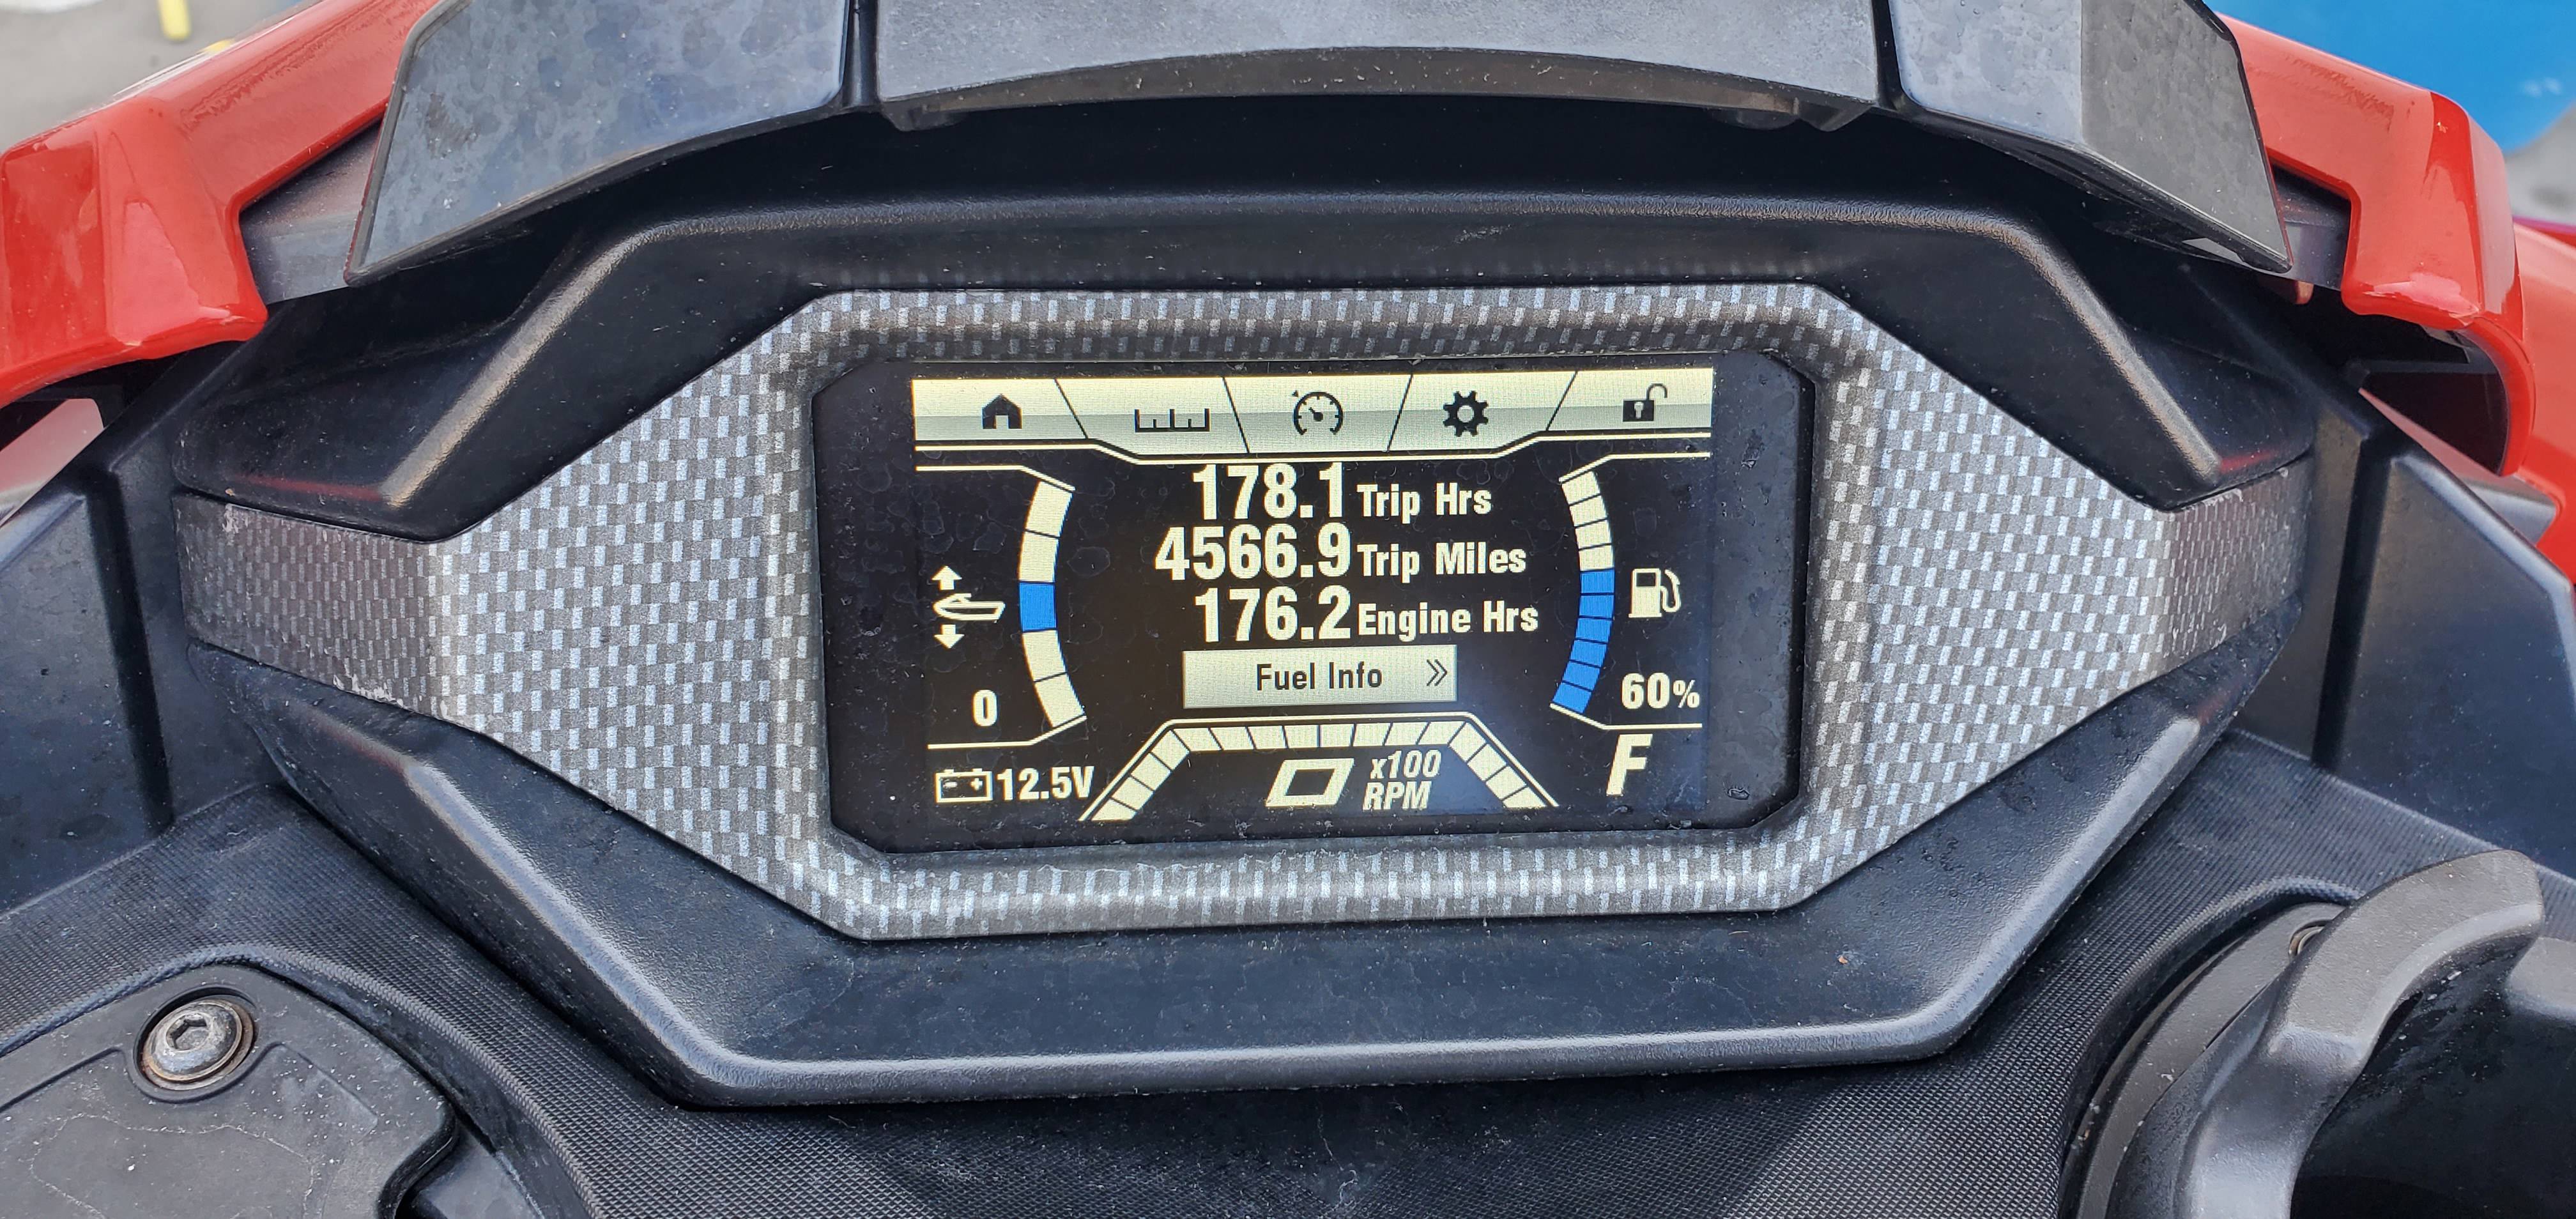 178.1 Trip Hrs
4566.9 Trip Miles
176.2 Engine Hrs
Fuel Info »
0
60%
12.5V
0 x100
RPM
F